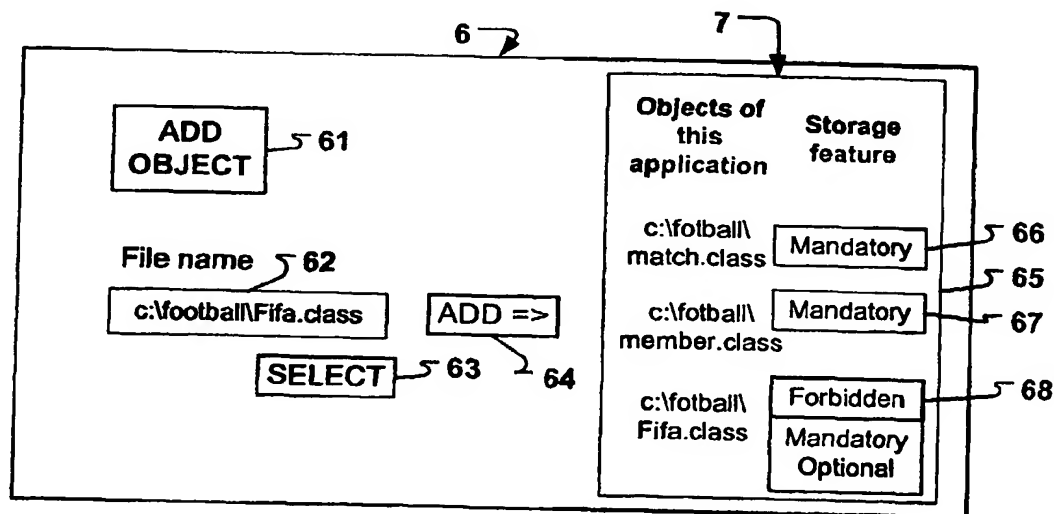 6
7
ADD
OBJECT
61
File name
62
c:\football\Fifa.class
ADD =>
SELECT
63
64
Objects of
this
application
Storage
feature
c:\fotball\
match.class
Mandatory
66
65
c:\fotball\
member.class
Mandatory
67
c:\fotball\
Fifa.class
Forbidden
68
Mandatory
Optional